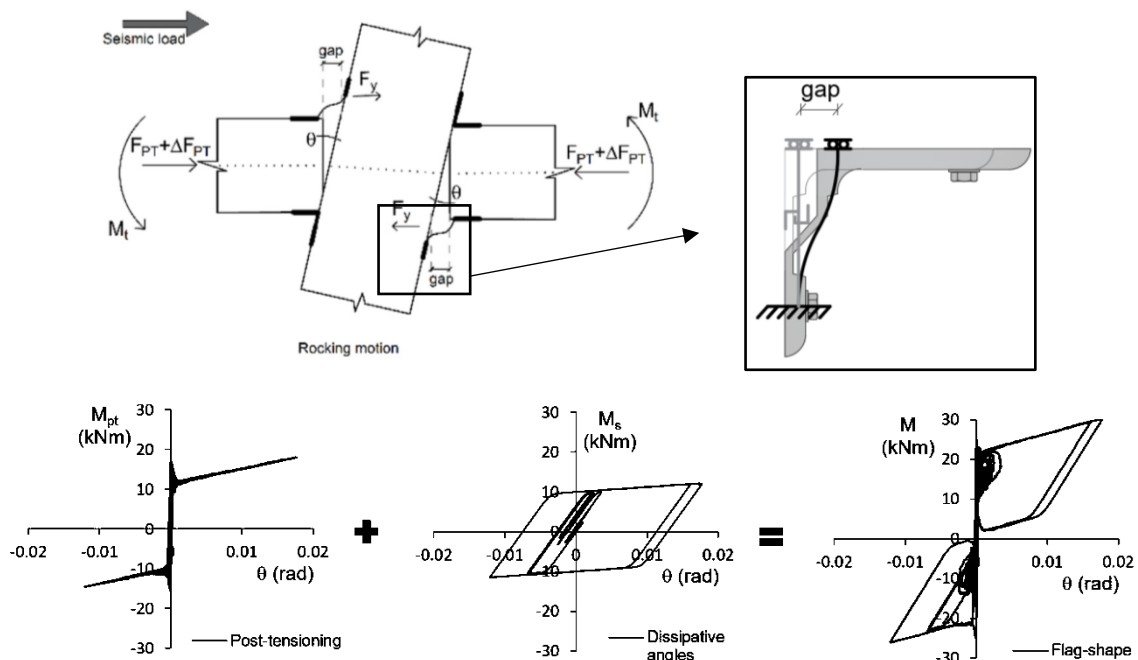 Seismic load
gap
F_y
M_t
F_PT+ΔF_PT
θ
F_PT+ΔF_PT
M_t
θ
F_y
gap
Rocking motion
gap
M_pt
(kNm)
30
20
10
0
-10
-20
-30
-0.02
-0.01
0
0.01
0.02
θ (rad)
Post-tensioning
+
M_s
(kNm)
30
20
10
0
-10
-20
-30
-0.02
-0.01
0
0.01
0.02
θ (rad)
Dissipative
angles
=
M
(kNm)
30
20
10
0
-10
-20
-30
-0.02
-0.01
0
0.01
0.02
θ (rad)
Flag-shape